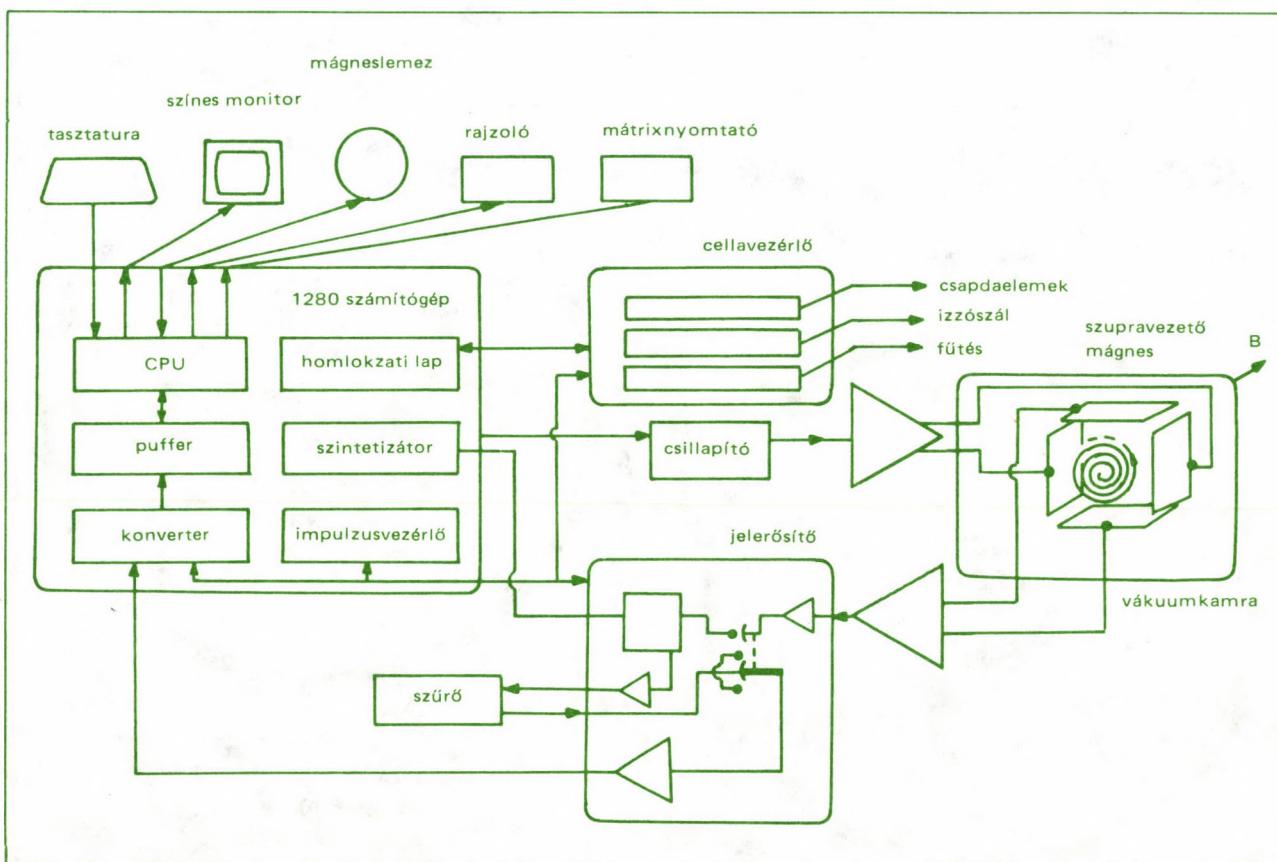 mágneslemez
színes monitor
tasztatura
rajzoló
mátrixnyomtató
cellavezérlő
1280 számítógép
csapdaelemek
izzószál
fűtés
szupravezető
mágnes
B
CPU
homlokzati lap
puffer
szintetizátor
csillapító
konverter
impulzusvezérlő
jelerősítő
vákuumkamra
szűrő